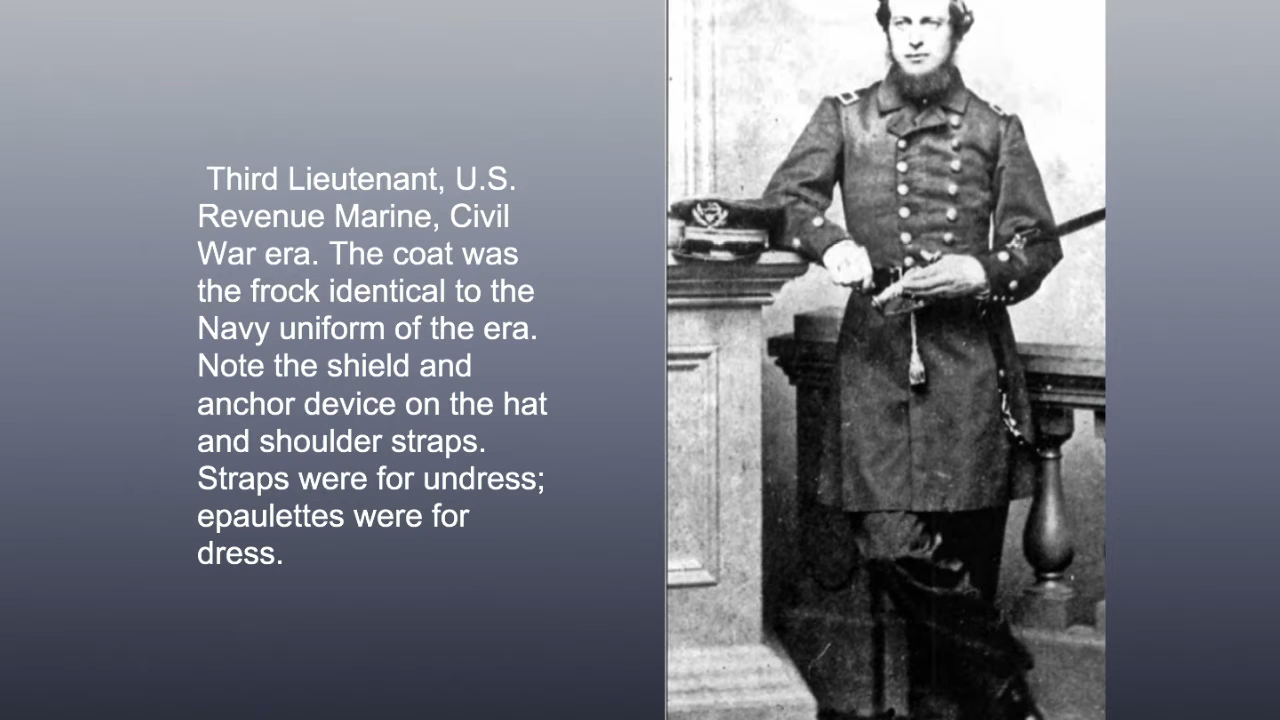 Third Lieutenant, U.S.
Revenue Marine, Civil
War era. The coat was
the frock identical to the
Navy uniform of the era.
Note the shield and
anchor device on the hat
and shoulder straps.
Straps were for undress;
epaulettes were for
dress.